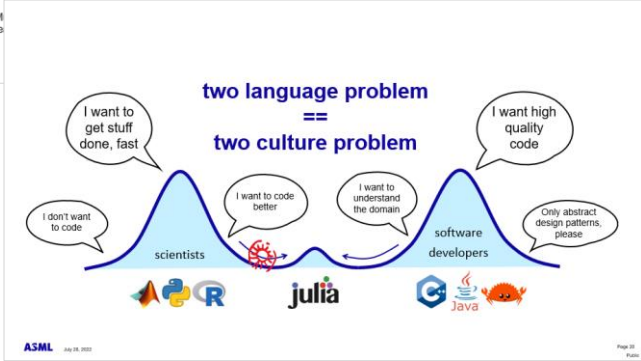 two language problem
==
two culture problem
I want to
get stuff
done, fast
I want high
quality
code
I don't want
to code
I want to code
better
I want to
understand
the domain
Only abstract
design patterns,
please
scientists
software
developers
R
julia
C
Java
ASML
July 28, 2022
Page 20
Public